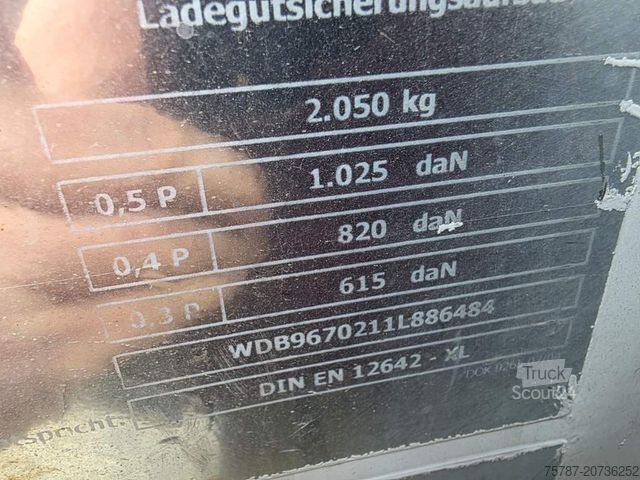 2.050 kg
0,5 P 1.025 daN
0,4 P 820 daN
0,3 P 615 daN
WDB9670211L886484
DIN EN 12642 - XL
Truck
Scout24
75787-20736252